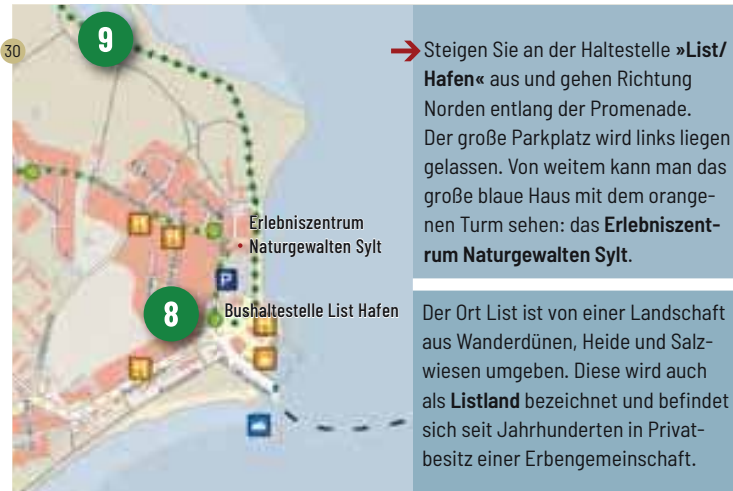 30
9
Erlebniszentrum
Naturgewalten Sylt
P
8
Bushaltestelle List Hafen
Steigen Sie an der Haltestelle »List/
Hafen« aus und gehen Richtung
Norden entlang der Promenade.
Der große Parkplatz wird links liegen
gelassen. Von weitem kann man das
große blaue Haus mit dem orange-
nen Turm sehen: das Erlebniszent-
rum Naturgewalten Sylt.
Der Ort List ist von einer Landschaft
aus Wanderdünen, Heide und Salz-
wiesen umgeben. Diese wird auch
als Listland bezeichnet und befindet
sich seit Jahrhunderten in Privat-
besitz einer Erbengemeinschaft.